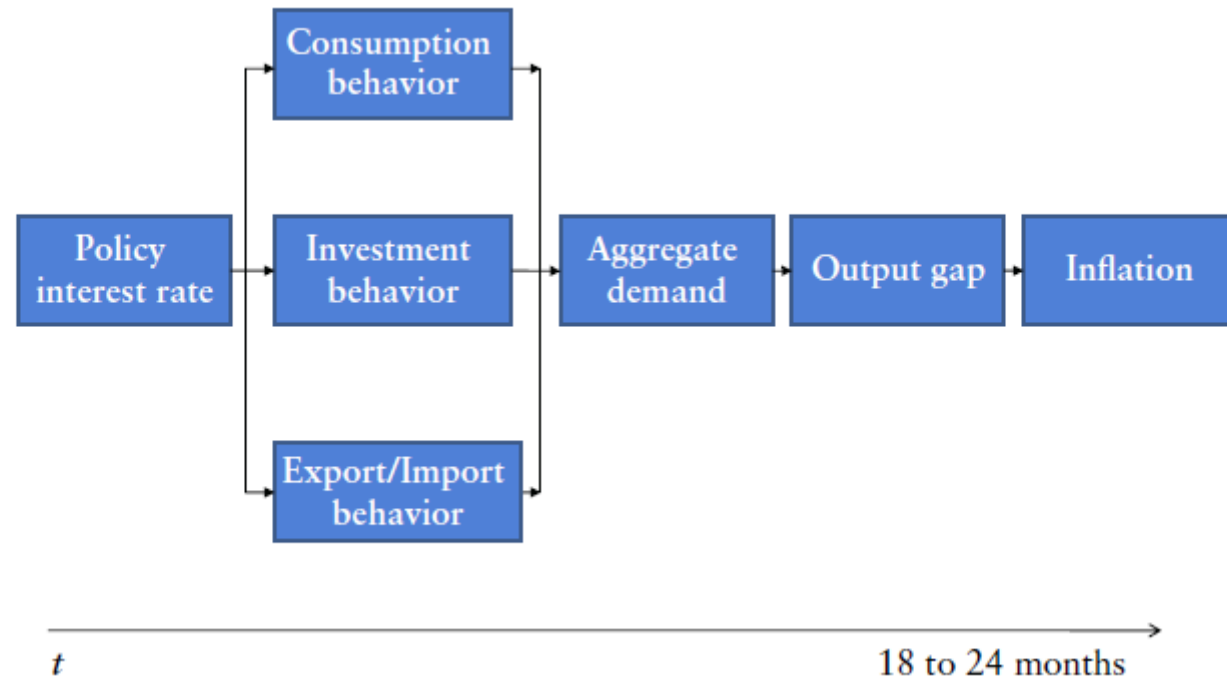 Consumption
behavior
Policy
interest rate
Investment
behavior
Aggregate
demand
Output gap
Inflation
Export/Import
behavior
t
18 to 24 months